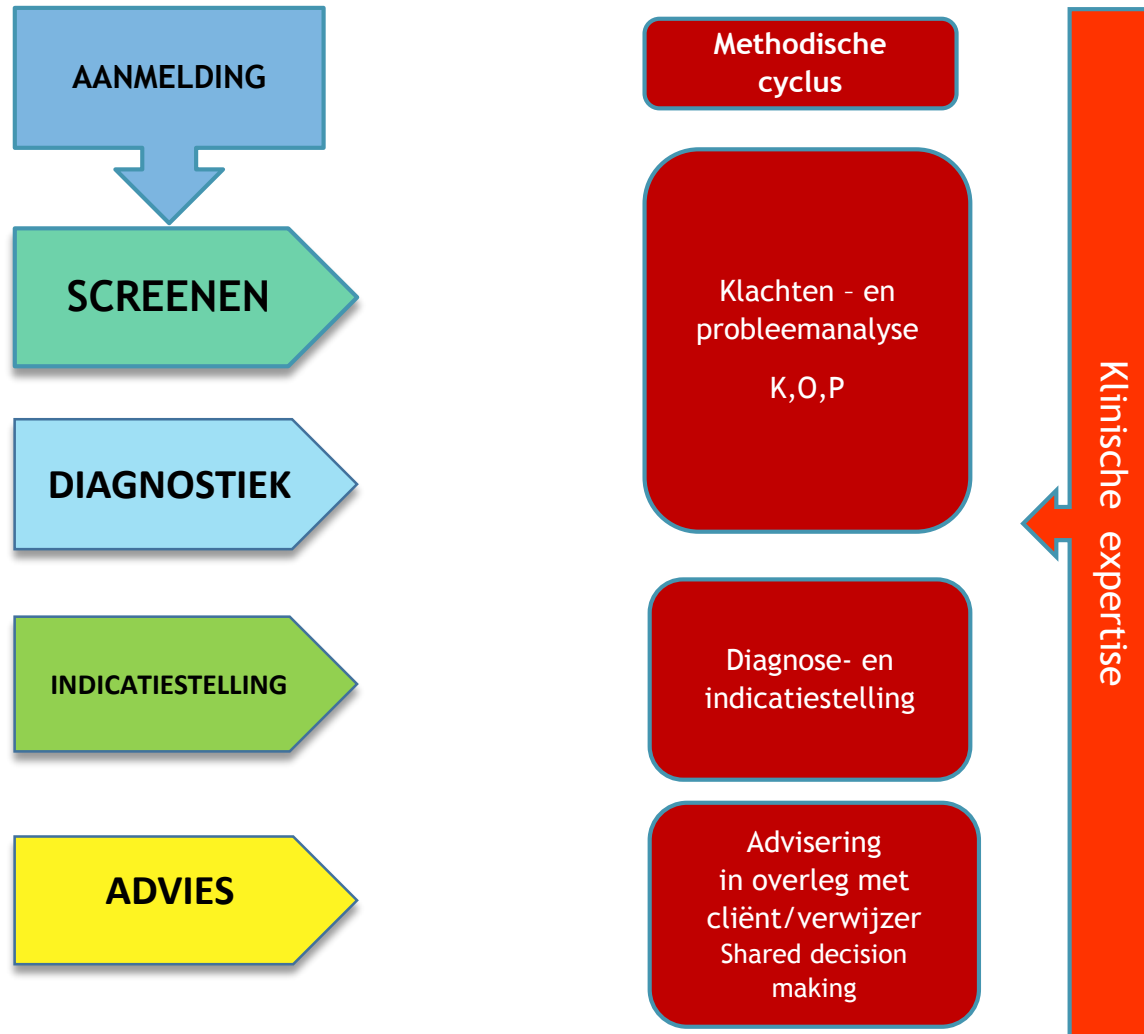 AANMELDING
Methodische
cyclus
SCREENEN
Klachten – en
probleemanalyse
K,O,P
DIAGNOSTIEK
INDICATIESTELLING
Diagnose- en
indicatiestelling
ADVIES
Advisering
in overleg met
cliënt/verwijzer
Shared decision
making
Klinische expertise